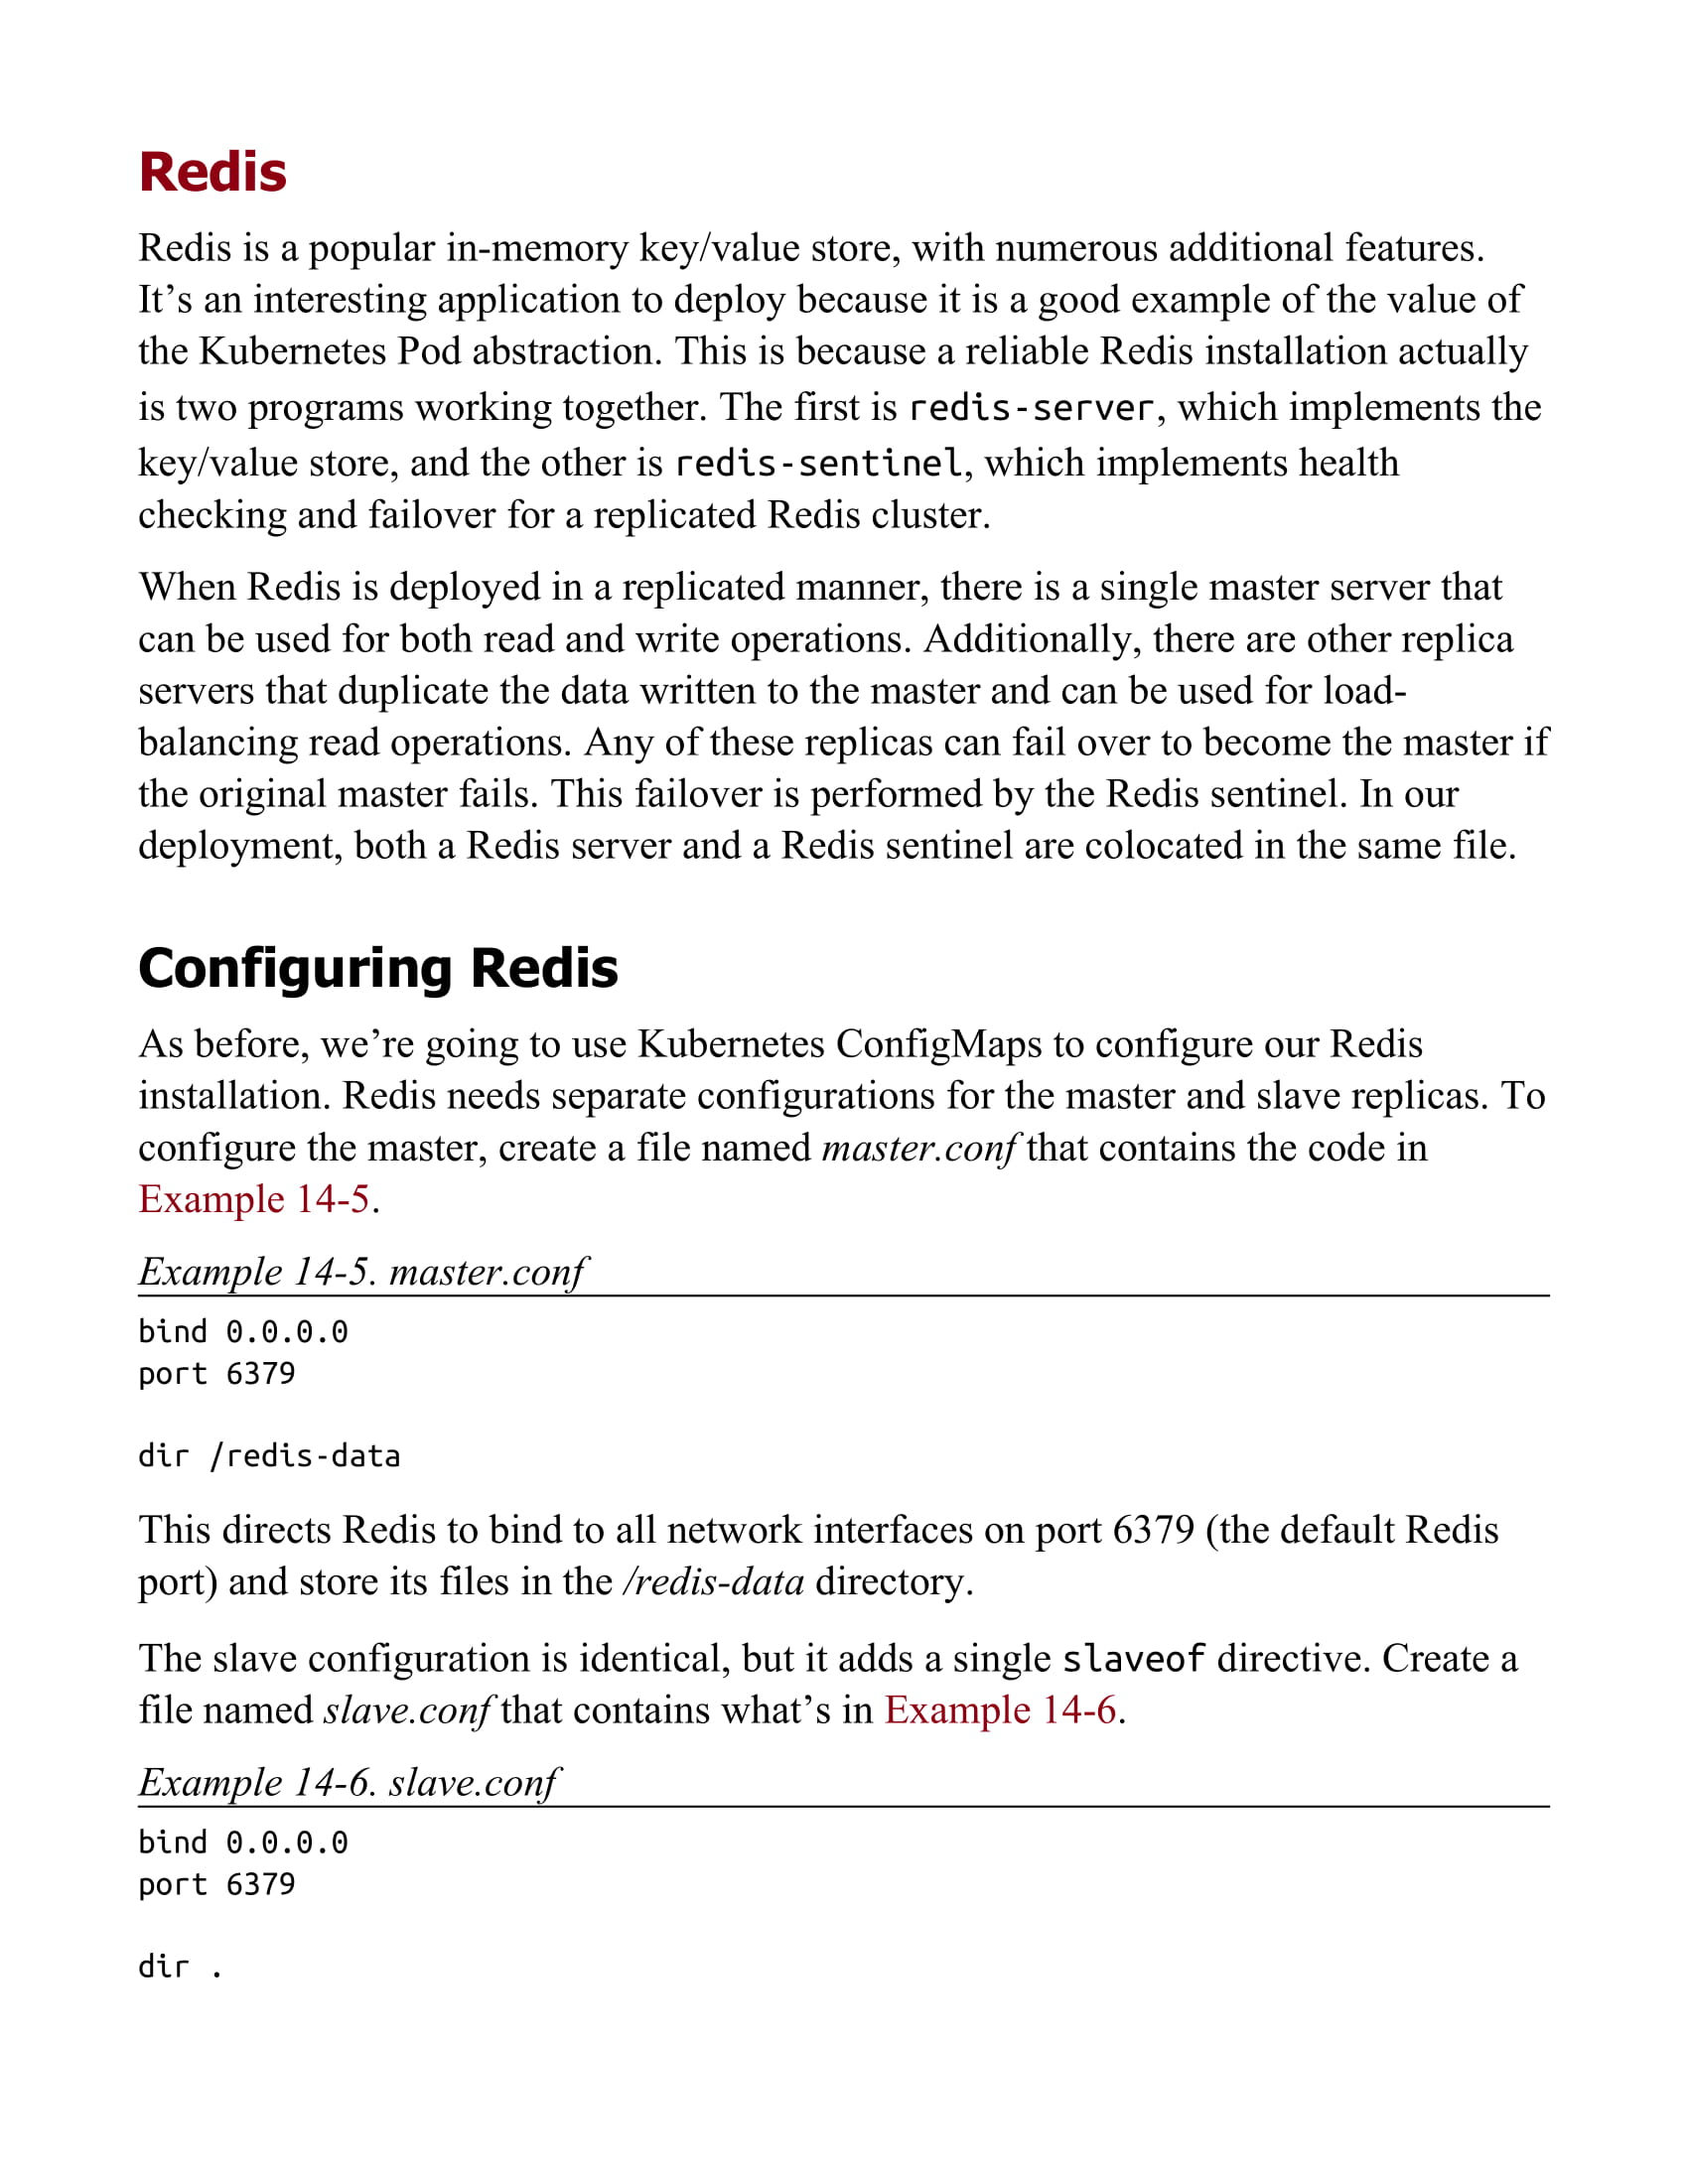 Redis
Redis is a popular in-memory key/value store, with numerous additional features.
It’s an interesting application to deploy because it is a good example of the value of
the Kubernetes Pod abstraction. This is because a reliable Redis installation actually
is two programs working together. The first is redis-server, which implements the
key/value store, and the other is redis-sentinel, which implements health
checking and failover for a replicated Redis cluster.
When Redis is deployed in a replicated manner, there is a single master server that
can be used for both read and write operations. Additionally, there are other replica
servers that duplicate the data written to the master and can be used for load-
balancing read operations. Any of these replicas can fail over to become the master if
the original master fails. This failover is performed by the Redis sentinel. In our
deployment, both a Redis server and a Redis sentinel are colocated in the same file.
Configuring Redis
As before, we’re going to use Kubernetes ConfigMaps to configure our Redis
installation. Redis needs separate configurations for the master and slave replicas. To
configure the master, create a file named master.conf that contains the code in
Example 14-5.
Example 14-5. master.conf
bind 0.0.0.0
port 6379
dir /redis-data
This directs Redis to bind to all network interfaces on port 6379 (the default Redis
port) and store its files in the /redis-data directory.
The slave configuration is identical, but it adds a single slaveof directive. Create a
file named slave.conf that contains what’s in Example 14-6.
Example 14-6. slave.conf
bind 0.0.0.0
port 6379
dir .